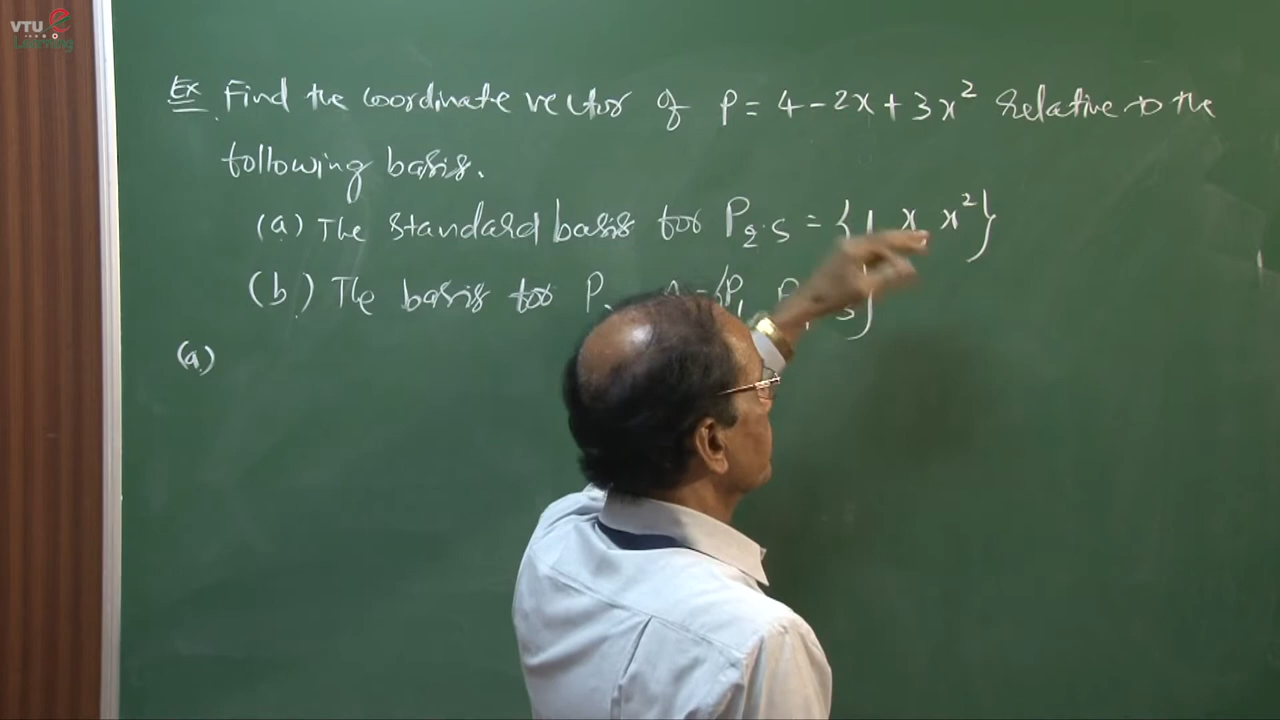 VTU e
Learning
Ex Find the coordinate vector of P = 4 - 2x + 3x² relative to the
following basis.
(a) The standard basis for P₂. S = {1, x, x²}
(b) The basis for P = {P₁
(a)